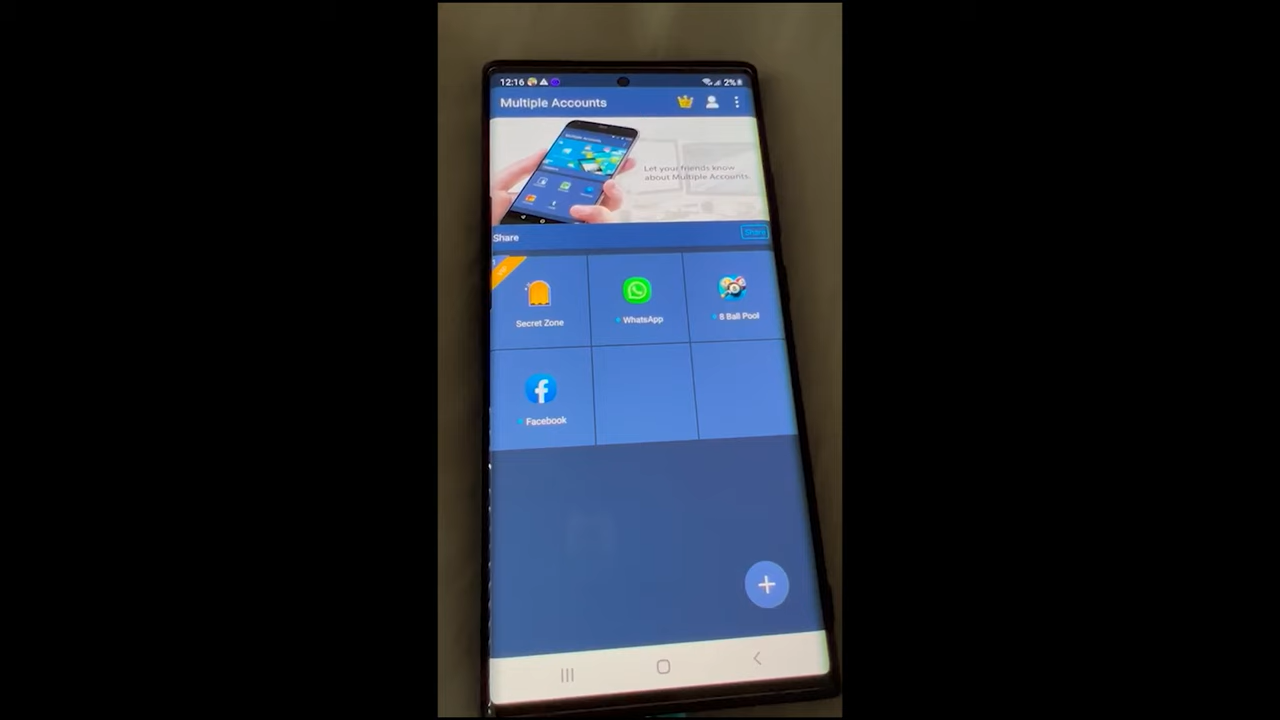 12:16 2%
Multiple Accounts
Let your friends know
about Multiple Accounts.
Share Share
Secret Zone
WhatsApp
8 Ball Pool
Facebook